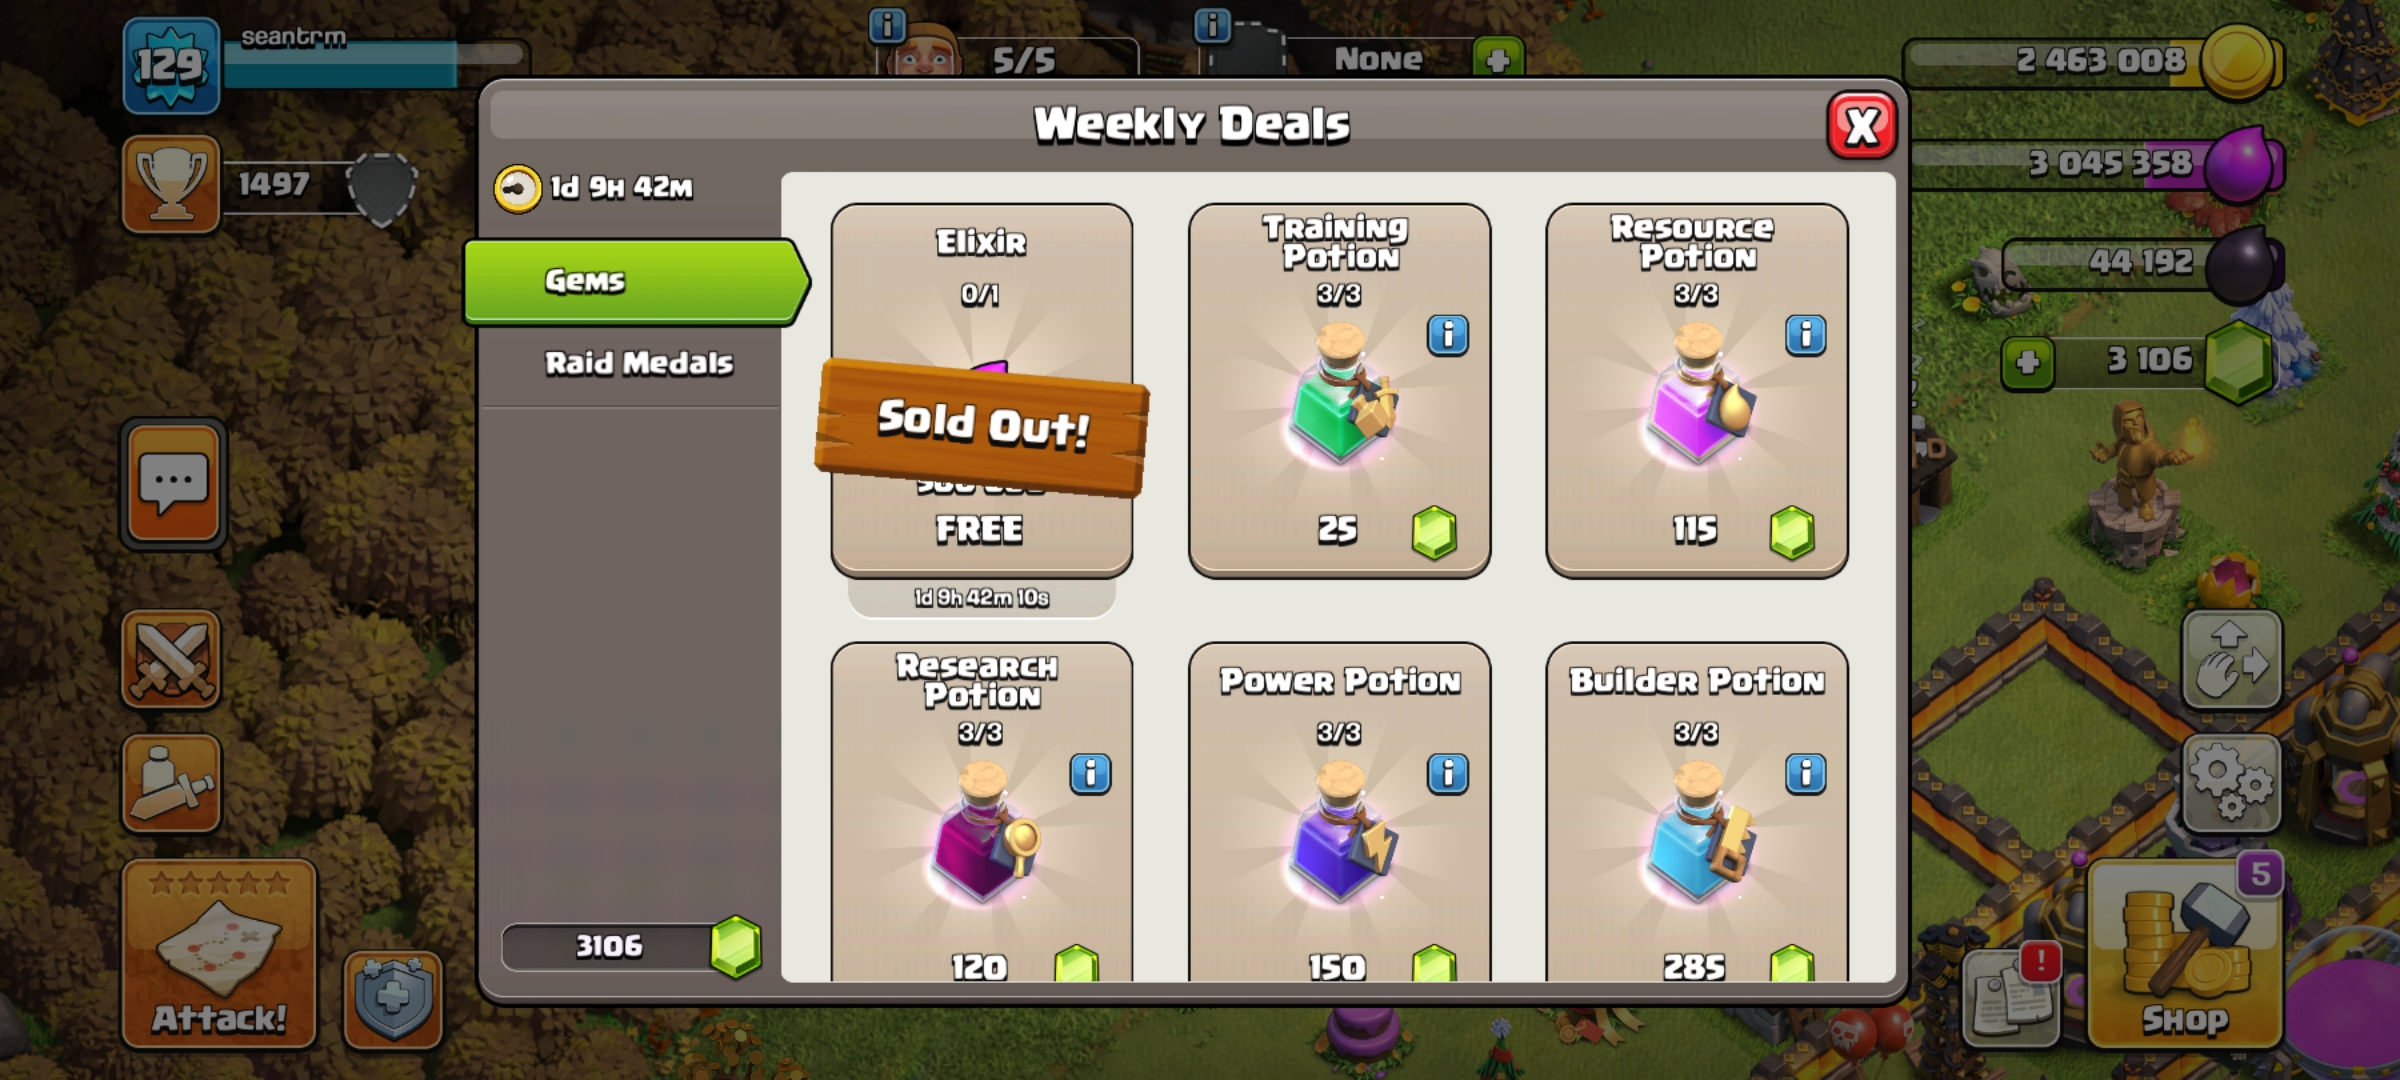 129
seantrm
5/5
None
2 463 008
1497
3 045 358
44 192
3 106
Weekly Deals
X
1d 9h 42m
Gems
Raid Medals
Elixir
0/1
Sold Out!
FREE
1d 9h 42m 10s
Training
Potion
3/3
25
Resource
Potion
3/3
115
Research
Potion
3/3
120
Power Potion
3/3
150
Builder Potion
3/3
285
3106
Attack!
5
!
Shop